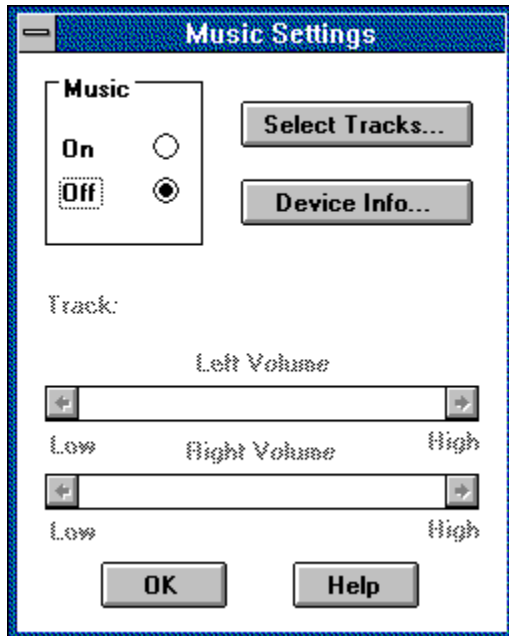 Music Settings
Music
On
Off
Select Tracks...
Device Info...
Track:
Left Volume
Low
High
Right Volume
Low
High
OK
Help